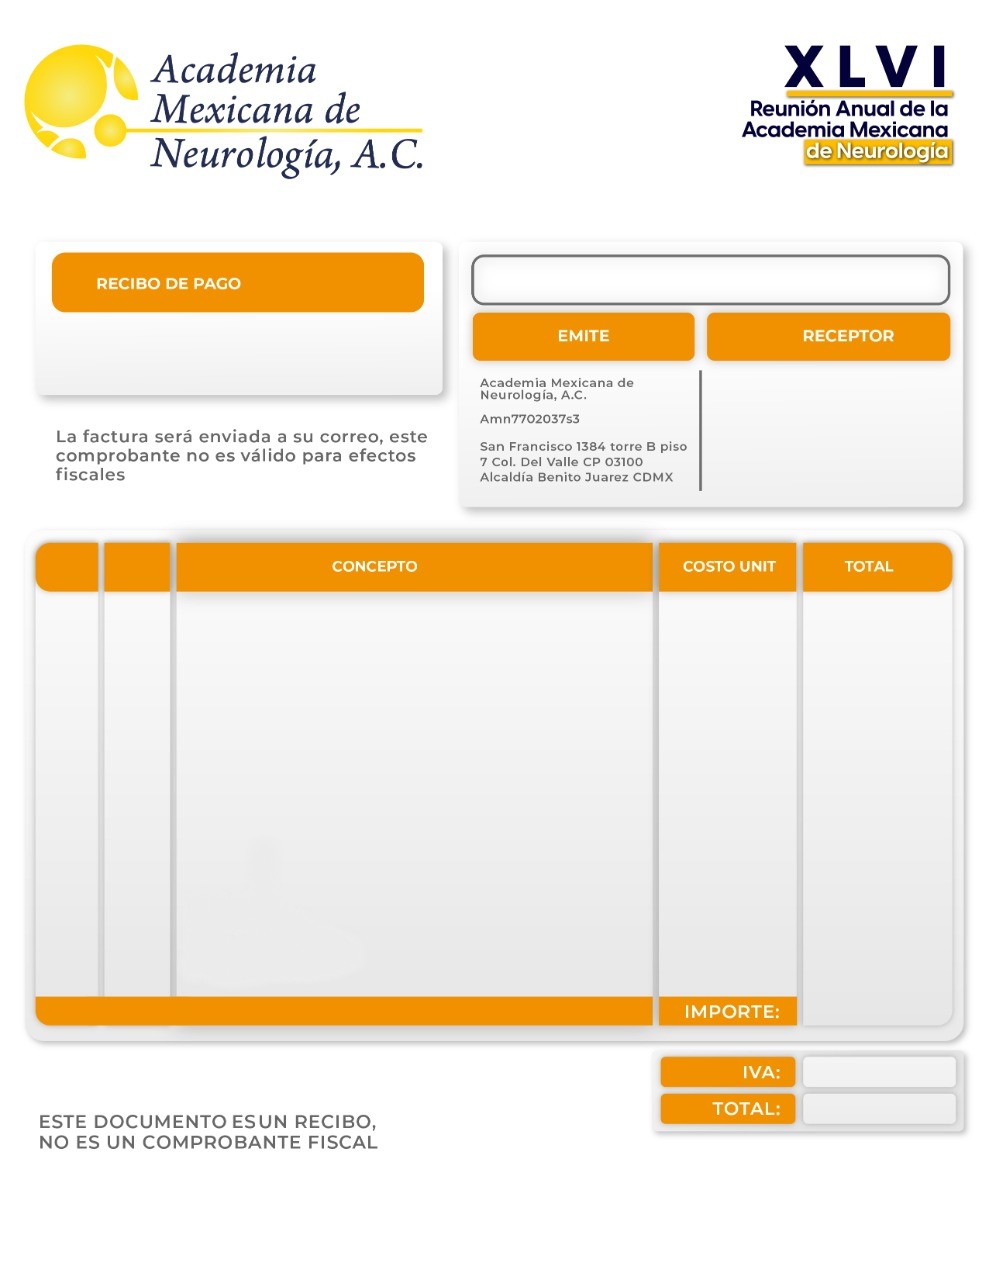 Academia
Mexicana de
Neurología, A.C.
XLVI
Reunión Anual de la
Academia Mexicana
de Neurología
RECIBO DE PAGO
EMITE
RECEPTOR
Academia Mexicana de
Neurología, A.C.
Amn7702037s3
San Francisco 1384 torre B piso
7 Col. Del Valle CP 03100
Alcaldía Benito Juarez CDMX
La factura será enviada a su correo, este
comprobante no es válido para efectos
fiscales
CONCEPTO
COSTO UNIT
TOTAL
IMPORTE:
IVA:
TOTAL:
ESTE DOCUMENTO ES UN RECIBO,
NO ES UN COMPROBANTE FISCAL